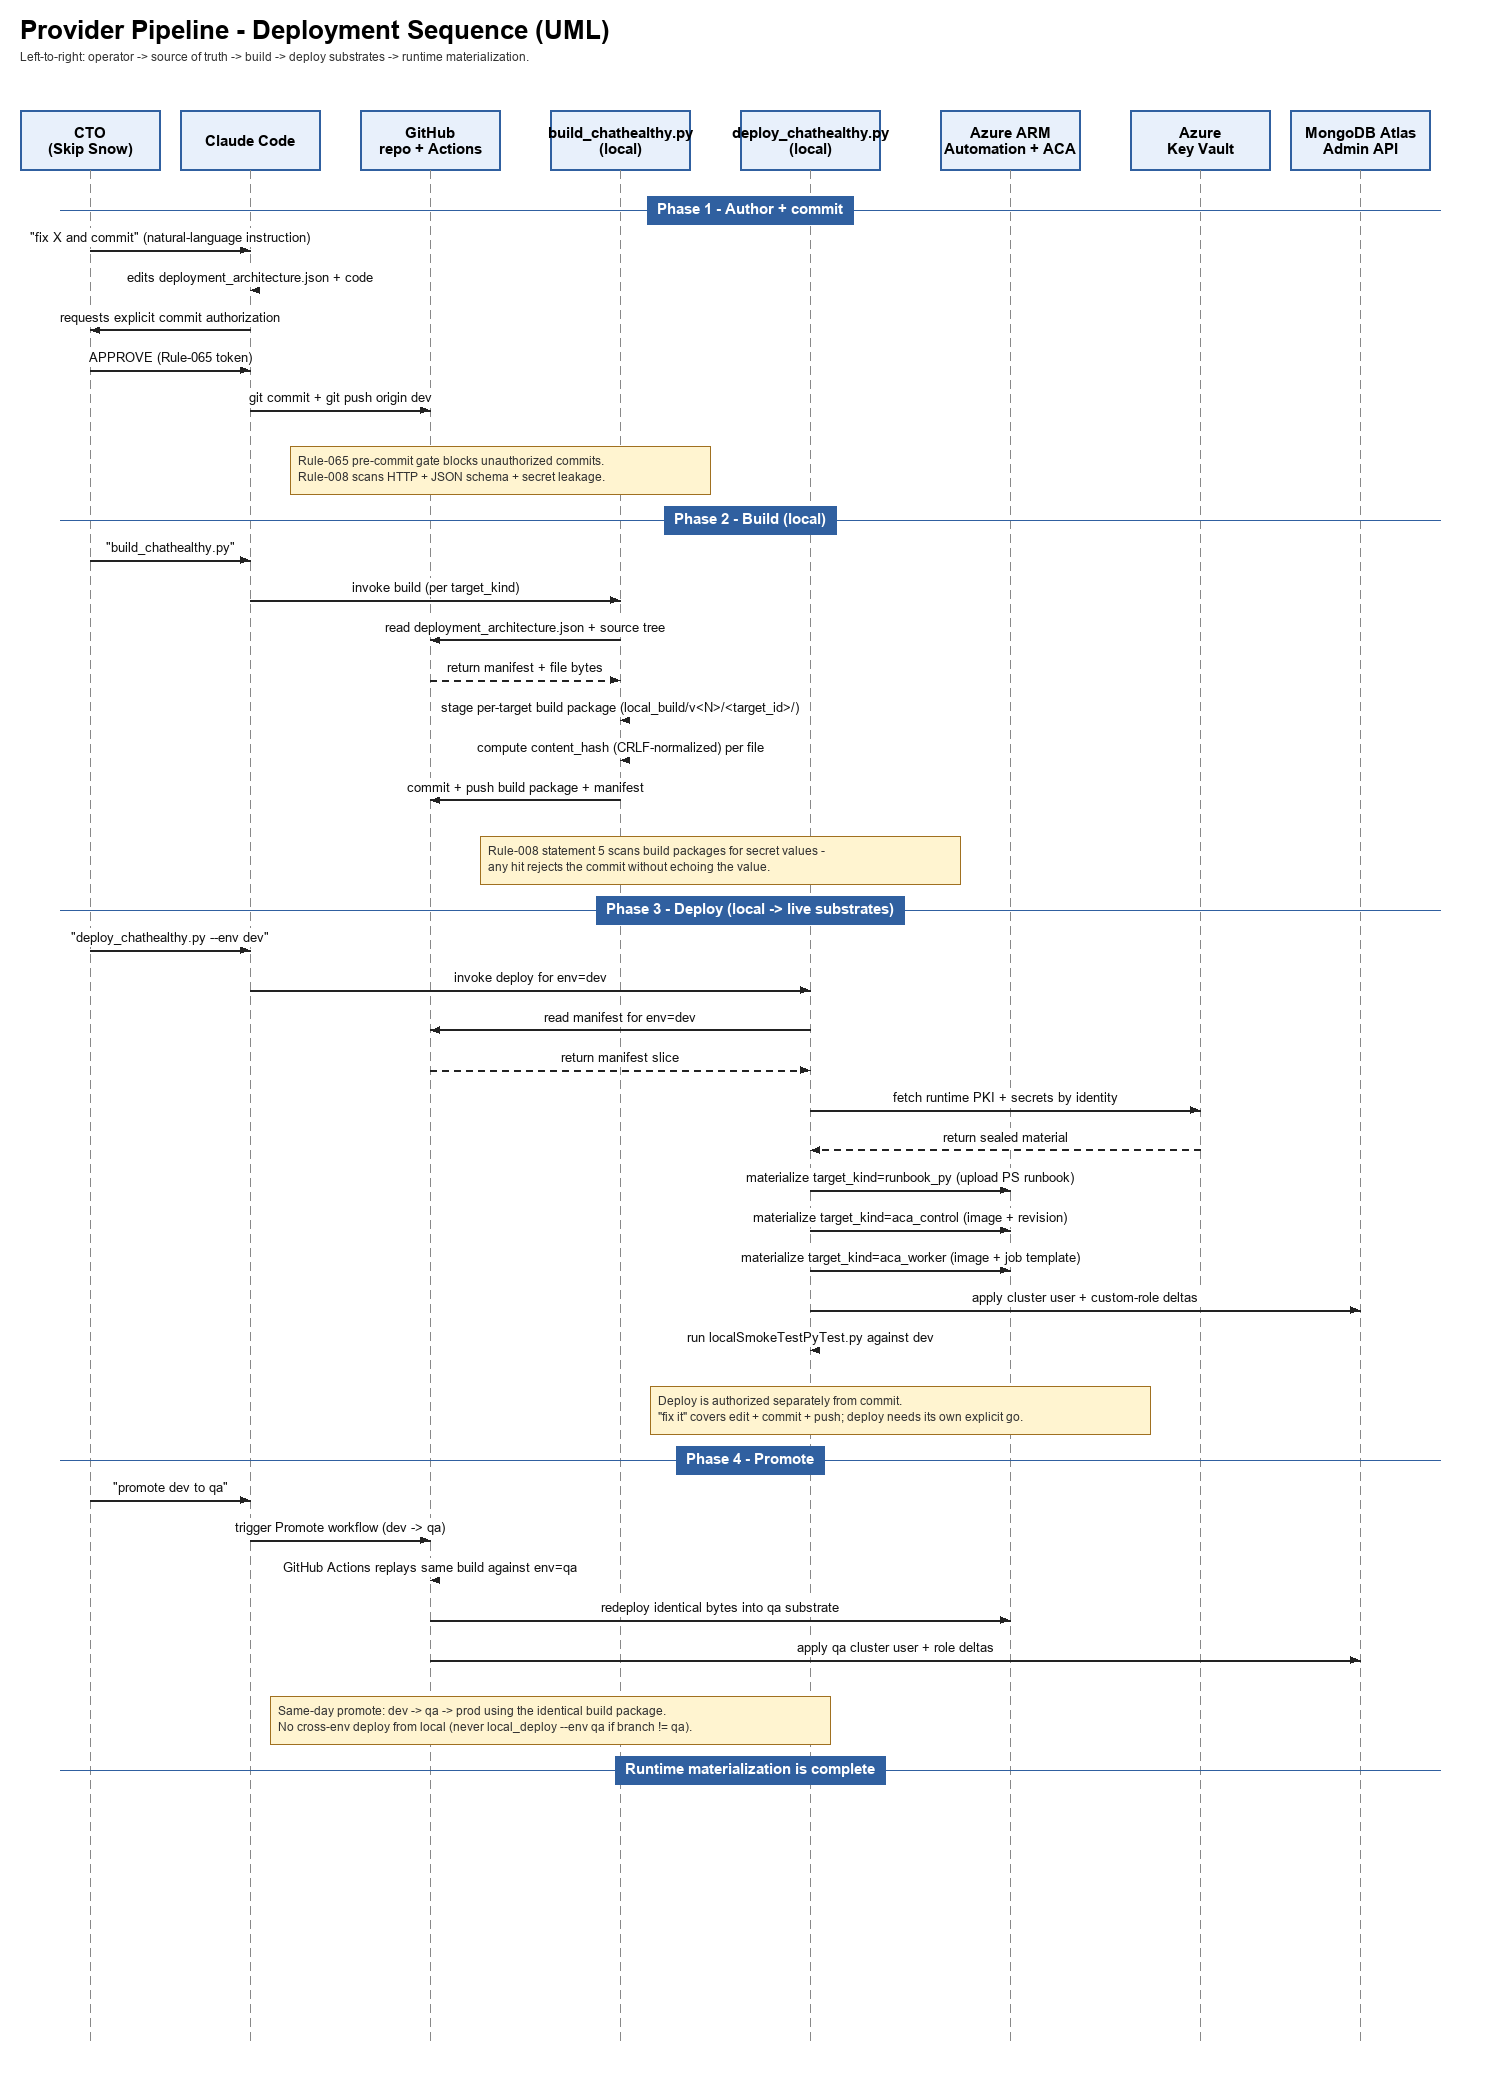 Provider Pipeline - Deployment Sequence (UML)
Left-to-right: operator -> source of truth -> build -> deploy substrates -> runtime materialization.
CTO
(Skip Snow)
Claude Code
GitHub
repo + Actions
build_chathealthy.py
(local)
deploy_chathealthy.py
(local)
Azure ARM
Automation + ACA
Azure
Key Vault
MongoDB Atlas
Admin API
Phase 1 - Author + commit
"fix X and commit" (natural-language instruction)
edits deployment_architecture.json + code
requests explicit commit authorization
APPROVE (Rule-065 token)
git commit + git push origin dev
Rule-065 pre-commit gate blocks unauthorized commits.
Rule-008 scans HTTP + JSON schema + secret leakage.
Phase 2 - Build (local)
"build_chathealthy.py"
invoke build (per target_kind)
read deployment_architecture.json + source tree
return manifest + file bytes
stage per-target build package (local_build/v<N>/<target_id>/)
compute content_hash (CRLF-normalized) per file
commit + push build package + manifest
Rule-008 statement 5 scans build packages for secret values -
any hit rejects the commit without echoing the value.
Phase 3 - Deploy (local -> live substrates)
"deploy_chathealthy.py --env dev"
invoke deploy for env=dev
read manifest for env=dev
return manifest slice
fetch runtime PKI + secrets by identity
return sealed material
materialize target_kind=runbook_py (upload PS runbook)
materialize target_kind=aca_control (image + revision)
materialize target_kind=aca_worker (image + job template)
apply cluster user + custom-role deltas
run localSmokeTestPyTest.py against dev
Deploy is authorized separately from commit.
"fix it" covers edit + commit + push; deploy needs its own explicit go.
Phase 4 - Promote
"promote dev to qa"
trigger Promote workflow (dev -> qa)
GitHub Actions replays same build against env=qa
redeploy identical bytes into qa substrate
apply qa cluster user + role deltas
Same-day promote: dev -> qa -> prod using the identical build package.
No cross-env deploy from local (never local_deploy --env qa if branch != qa).
Runtime materialization is complete